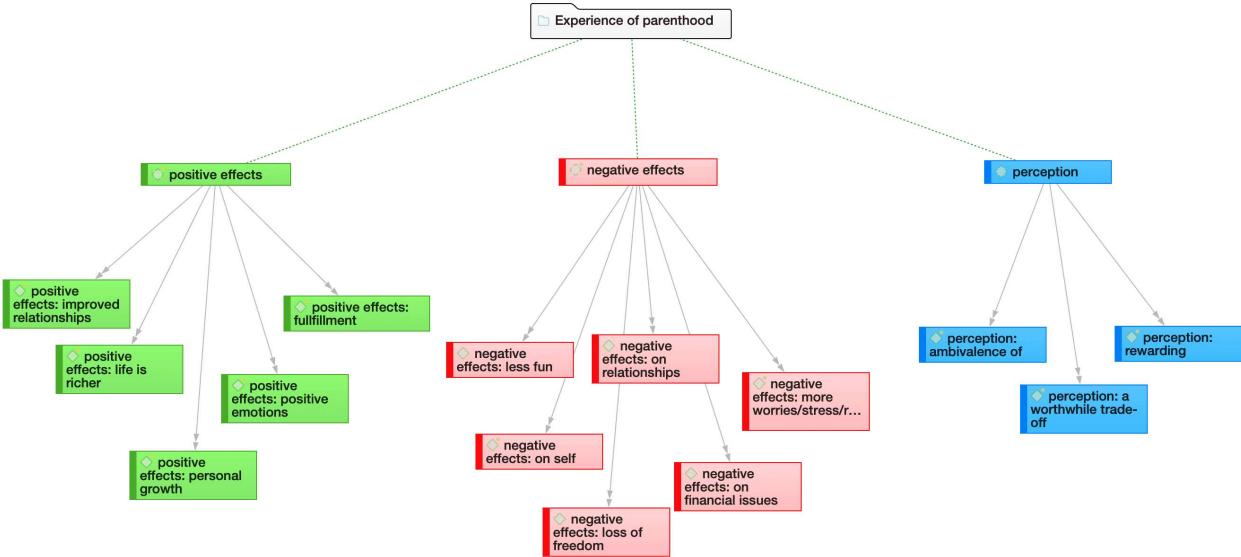 Experience of parenthood
positive effects
negative effects
perception
positive
effects: improved
relationships
positive effects:
fullfillment
positive
effects: life is
richer
positive
effects: positive
emotions
positive
effects: personal
growth
negative
effects: less fun
negative
effects: on
relationships
negative
effects: more
worries/stress/r...
negative
effects: on self
negative
effects: on
financial issues
negative
effects: loss of
freedom
perception:
ambivalence of
perception:
rewarding
perception: a
worthwhile trade-
off